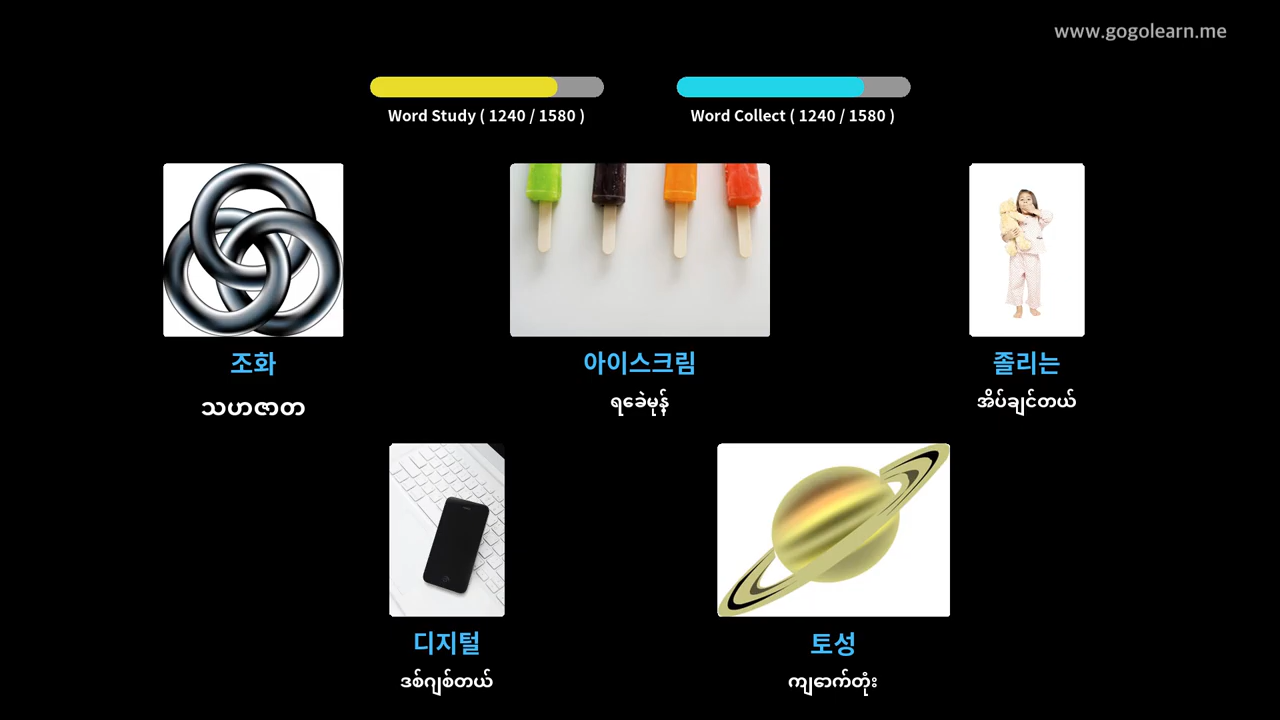 www.gogolearn.me
Word Study ( 1240 / 1580 )
Word Collect ( 1240 / 1580 )
조화
아이스크림
졸리는
သဟဇာတ
ရခေဲမုန့်
အိပ်ချင်တယ်
디지털
토성
ဒစ်ဂျစ်တယ်
ကျောက်တုံး